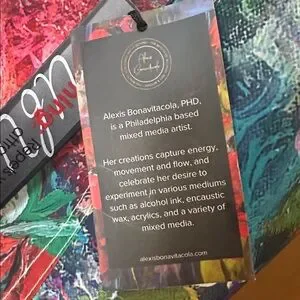 Alexis
Bonavitacola
Alexis Bonavitacola, PHD,
is a Philadelphia based
mixed media artist.
Her creations capture energy,
movement and flow, and
celebrate her desire to
experiment in various mediums
such as alcohol ink, encaustic
wax, acrylics, and a variety of
mixed media.
alexisbonavitacola.com